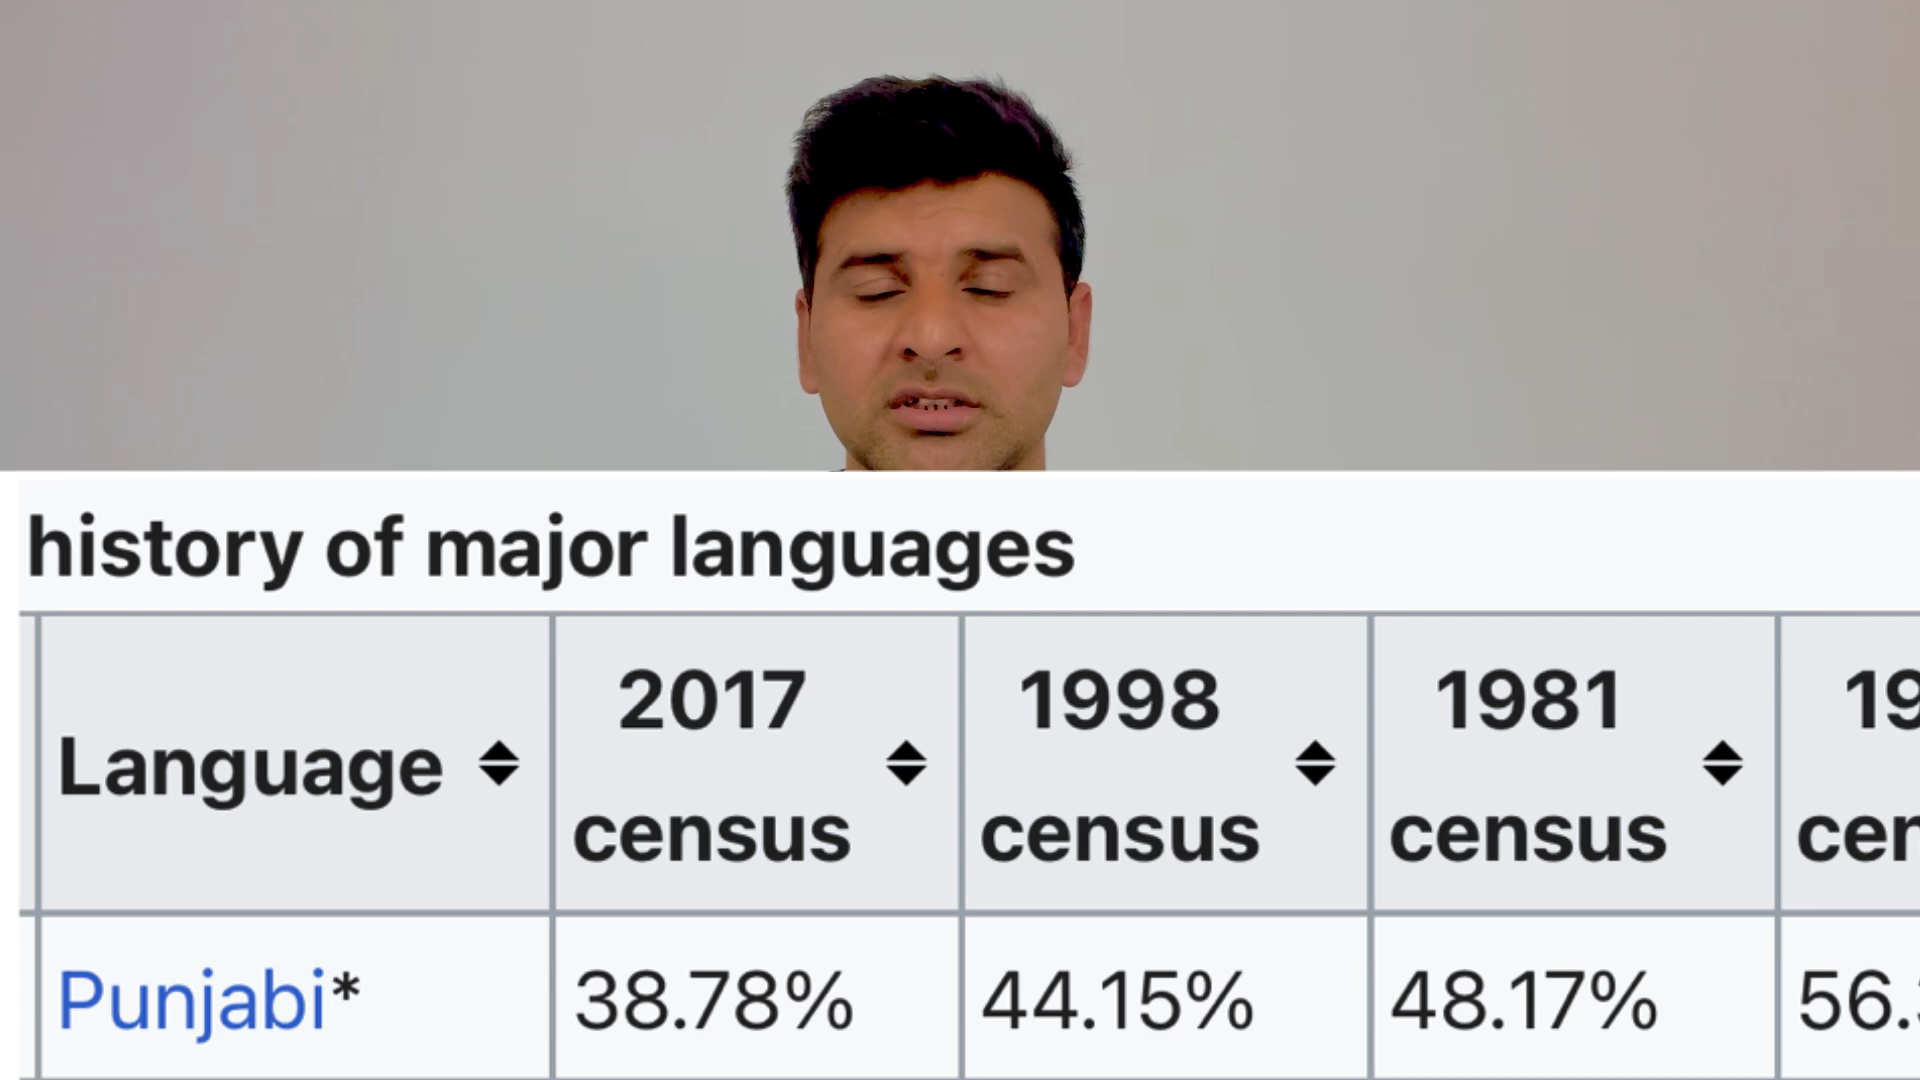 history of major languages
Language 2017 census 1998 census 1981 census
Punjabi* 38.78% 44.15% 48.17%